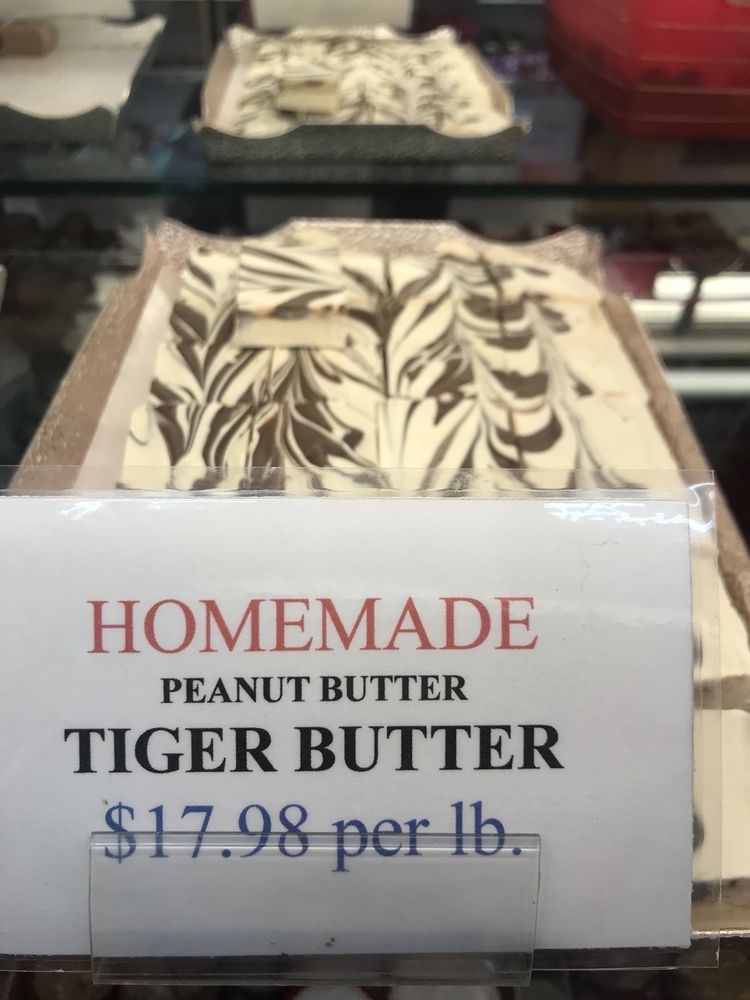 HOMEMADE
PEANUT BUTTER
TIGER BUTTER
$17.98 per lb.